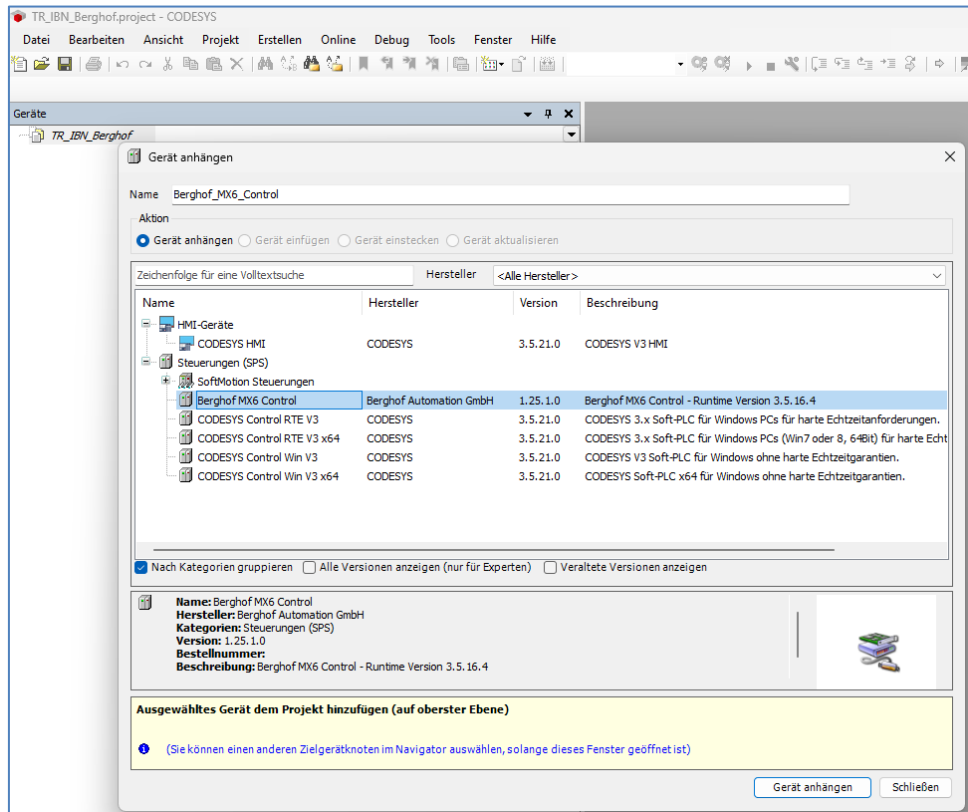 TR_IBN_Berghof.project - CODESYS
Datei Bearbeiten Ansicht Projekt Erstellen Online Debug Tools Fenster Hilfe
Geräte
TR_IBN_Berghof
Gerät anhängen
Name Berghof_MX6_Control
Aktion
Gerät anhängen Gerät einfügen Gerät einstecken Gerät aktualisieren
Zeichenfolge für eine Volltextsuche Hersteller <Alle Hersteller>
Name Hersteller Version Beschreibung
HMI-Geräte
CODESYS HMI CODESYS 3.5.21.0 CODESYS V3 HMI
Steuerungen (SPS)
SoftMotion Steuerungen
Berghof MX6 Control Berghof Automation GmbH 1.25.1.0 Berghof MX6 Control - Runtime Version 3.5.16.4
CODESYS Control RTE V3 CODESYS 3.5.21.0 CODESYS 3.x Soft-PLC für Windows PCs für harte Echtzeitanforderungen.
CODESYS Control RTE V3 x64 CODESYS 3.5.21.0 CODESYS 3.x Soft-PLC für Windows PCs (Win7 oder 8, 64Bit) für harte Echt
CODESYS Control Win V3 CODESYS 3.5.21.0 CODESYS V3 Soft-PLC für Windows ohne harte Echtzeitgarantien.
CODESYS Control Win V3 x64 CODESYS 3.5.21.0 CODESYS Soft-PLC x64 für Windows ohne harte Echtzeitgarantien.
Nach Kategorien gruppieren Alle Versionen anzeigen (nur für Experten) Veraltete Versionen anzeigen
Name: Berghof MX6 Control
Hersteller: Berghof Automation GmbH
Kategorien: Steuerungen (SPS)
Version: 1.25.1.0
Bestellnummer:
Beschreibung: Berghof MX6 Control - Runtime Version 3.5.16.4
Ausgewähltes Gerät dem Projekt hinzufügen (auf oberster Ebene)
(Sie können einen anderen Zielgerätknoten im Navigator auswählen, solange dieses Fenster geöffnet ist)
Gerät anhängen Schließen